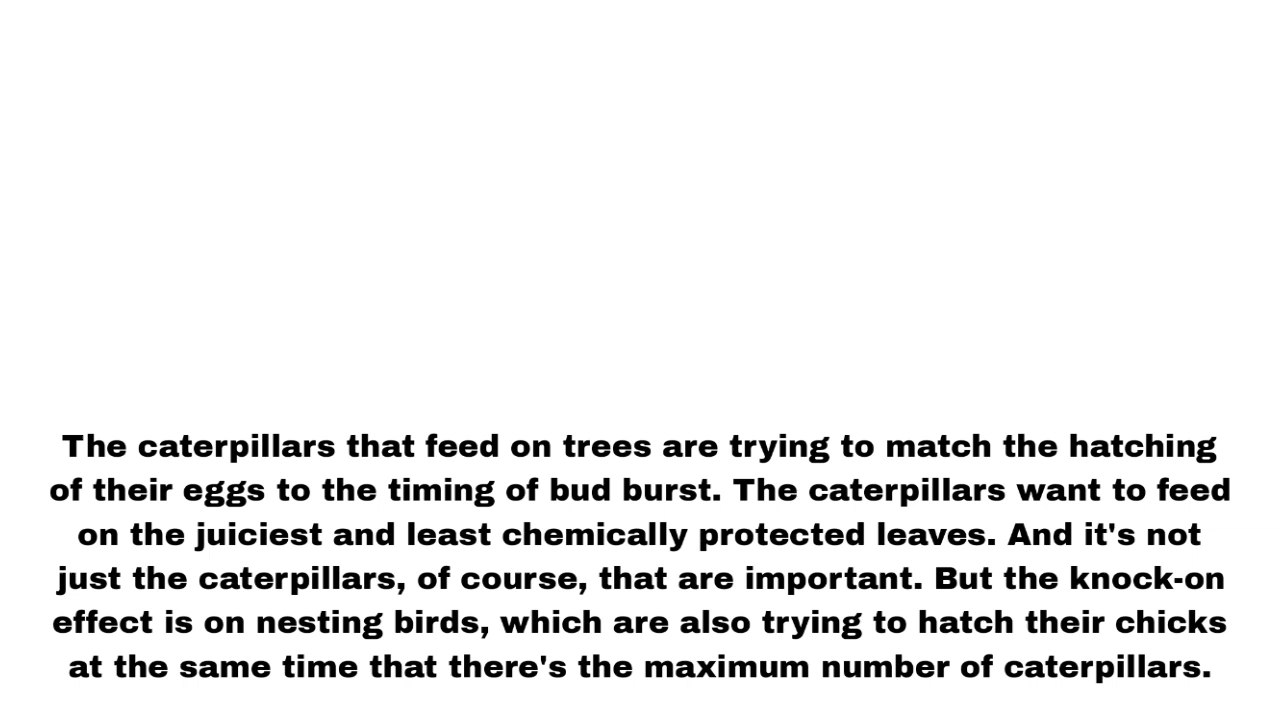 The caterpillars that feed on trees are trying to match the hatching
of their eggs to the timing of bud burst. The caterpillars want to feed
on the juiciest and least chemically protected leaves. And it's not
just the caterpillars, of course, that are important. But the knock-on
effect is on nesting birds, which are also trying to hatch their chicks
at the same time that there's the maximum number of caterpillars.